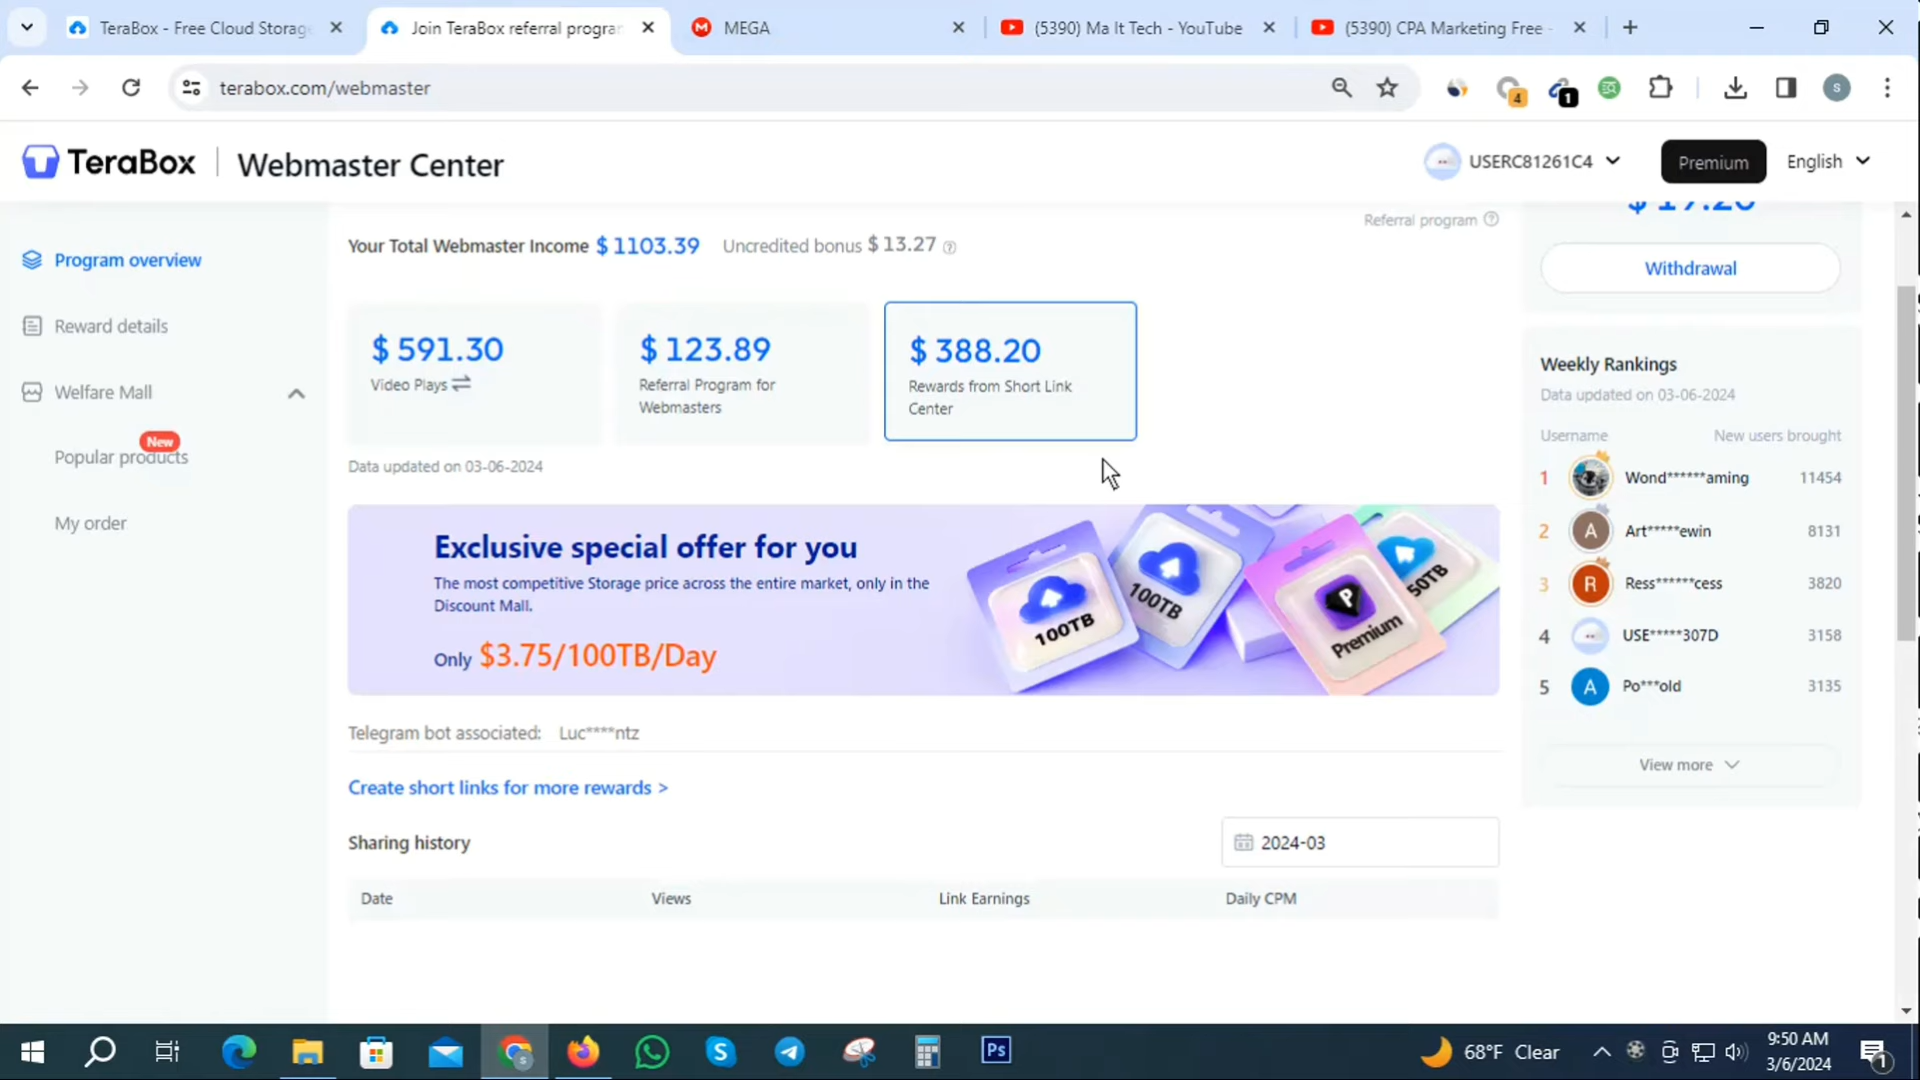 TeraBox - Free Cloud Storag
Join TeraBox referral program
MEGA
(5390) Ma It Tech - YouTube
(5390) CPA Marketing Free -
terabox.com/webmaster
4
1
S
TeraBox | Webmaster Center
USERC81261C4
Premium
English
Program overview
Reward details
Welfare Mall
New
Popular products
My order
Referral program
Your Total Webmaster Income $ 1103.39 Uncredited bonus $ 13.27
$ 591.30
Video Plays
$ 123.89
Referral Program for
Webmasters
$ 388.20
Rewards from Short Link
Center
Data updated on 03-06-2024
Exclusive special offer for you
The most competitive Storage price across the entire market, only in the
Discount Mall.
Only $3.75/100TB/Day
100TB
100TB
Premium
50TB
Telegram bot associated: Luc****ntz
Create short links for more rewards >
Sharing history
2024-03
Date Views Link Earnings Daily CPM
Withdrawal
Weekly Rankings
Data updated on 03-06-2024
Username New users brought
1 Wond******aming 11454
2 A Art*****ewin 8131
3 R Ress******cess 3820
4 USE*****307D 3158
5 A Po***old 3135
View more
Ps
68°F Clear
9:50 AM
3/6/2024
1